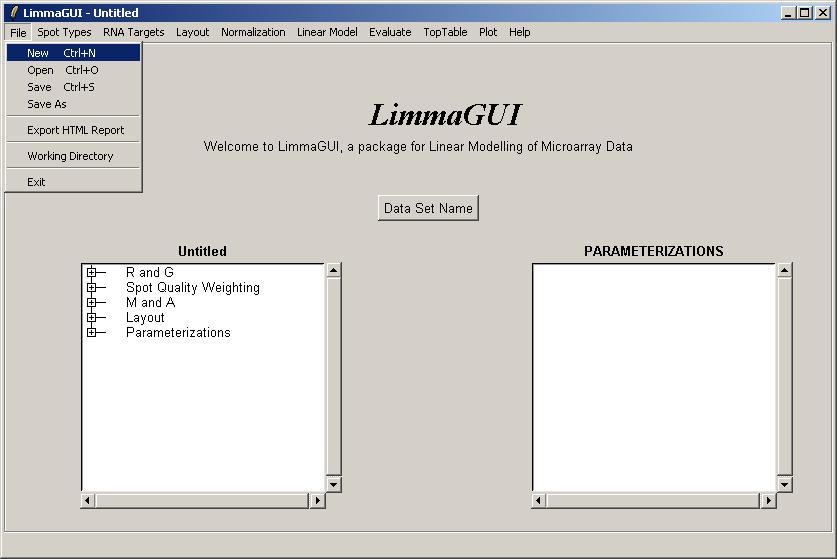 LimmaGUI - Untitled
File Spot Types RNA Targets Layout Normalization Linear Model Evaluate TopTable Plot Help
New Ctrl+N
Open Ctrl+O
Save Ctrl+S
Save As
Export HTML Report
Working Directory
Exit
LimmaGUI
Welcome to LimmaGUI, a package for Linear Modelling of Microarray Data
Data Set Name
Untitled
R and G
Spot Quality Weighting
M and A
Layout
Parameterizations
PARAMETERIZATIONS